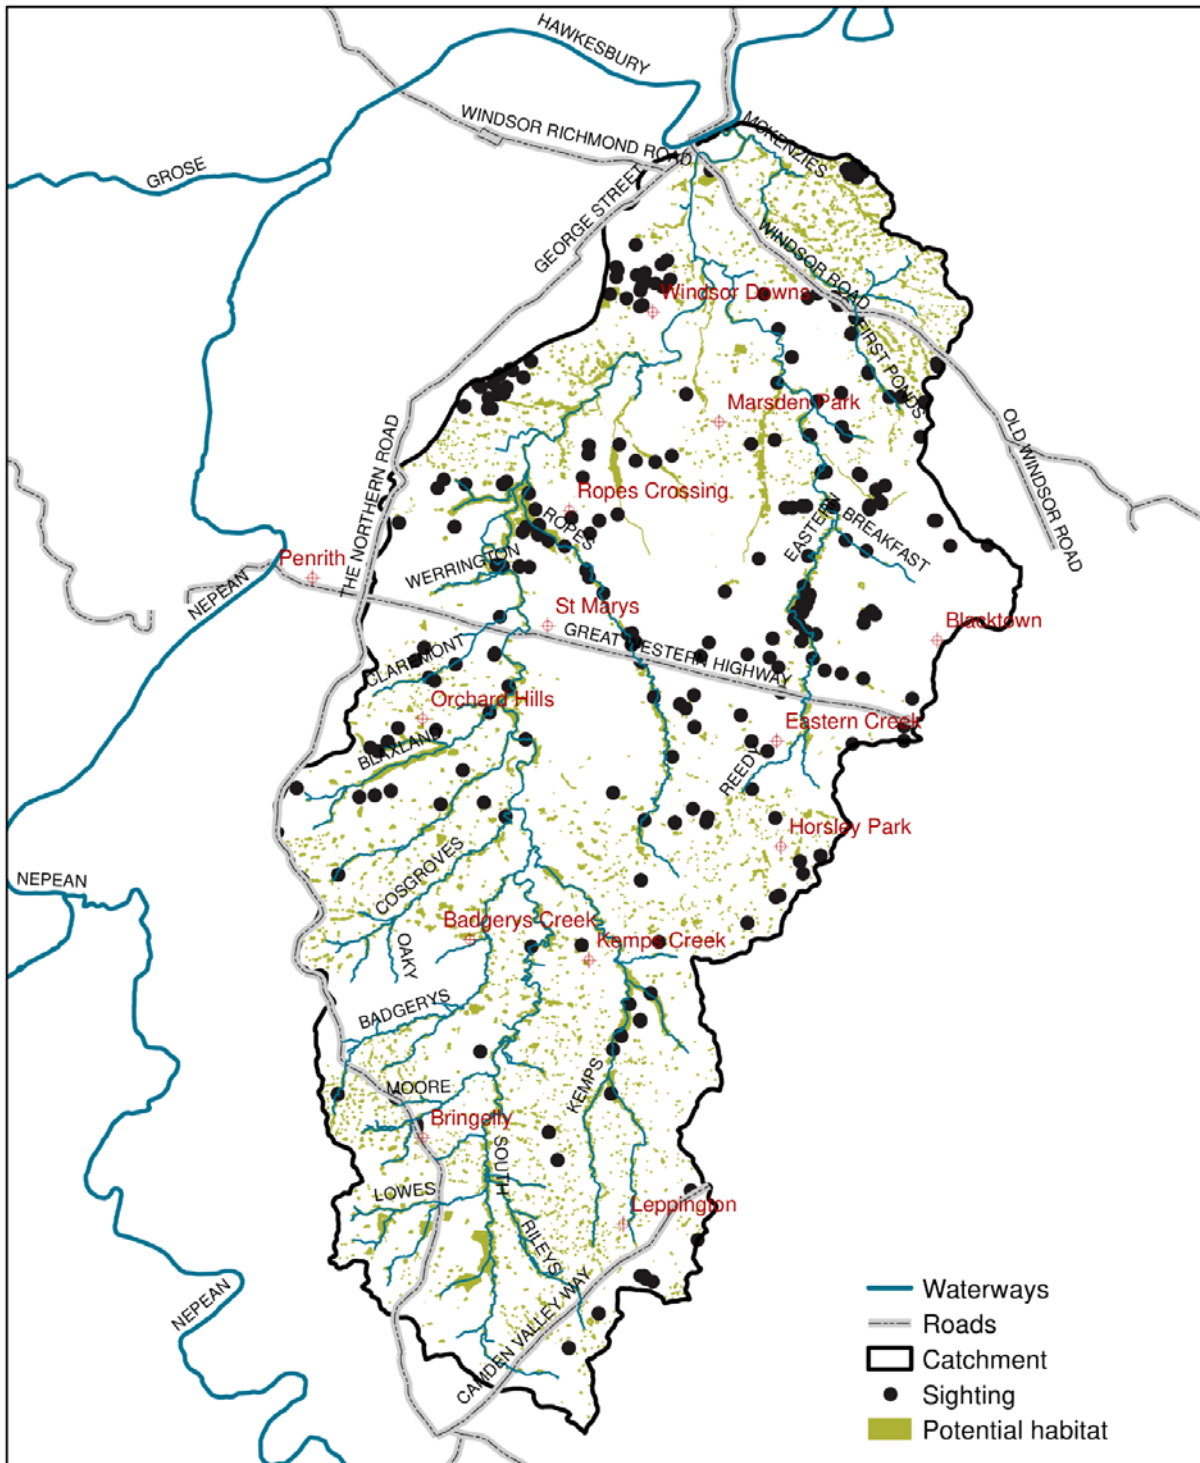 HAWKESBURY
WINDSOR RICHMOND ROAD
MCKENZIES
GROSE
GEORGE STREET
WINDSOR ROAD
Windsor Downs
FIRST PONDS
Marsden Park
OLD WINDSOR ROAD
THE NORTHERN ROAD
Ropes Crossing
ROPES
EASTERN
BREAKFAST
Penrith
WERRINGTON
NEPEAN
St Marys
GREAT WESTERN HIGHWAY
Blacktown
CLAREMONT
Orchard Hills
Eastern Creek
BLAXLAND
REEDY
Horsley Park
COSGROVES
NEPEAN
Badgerys Creek
Kemps Creek
OAKY
BADGERYS
MOORE
KEMPS
Bringelly
SOUTH
LOWES
Leppington
RILEYS
NEPEAN
CAMDEN VALLEY WAY
Waterways
Roads
Catchment
Sighting
Potential habitat